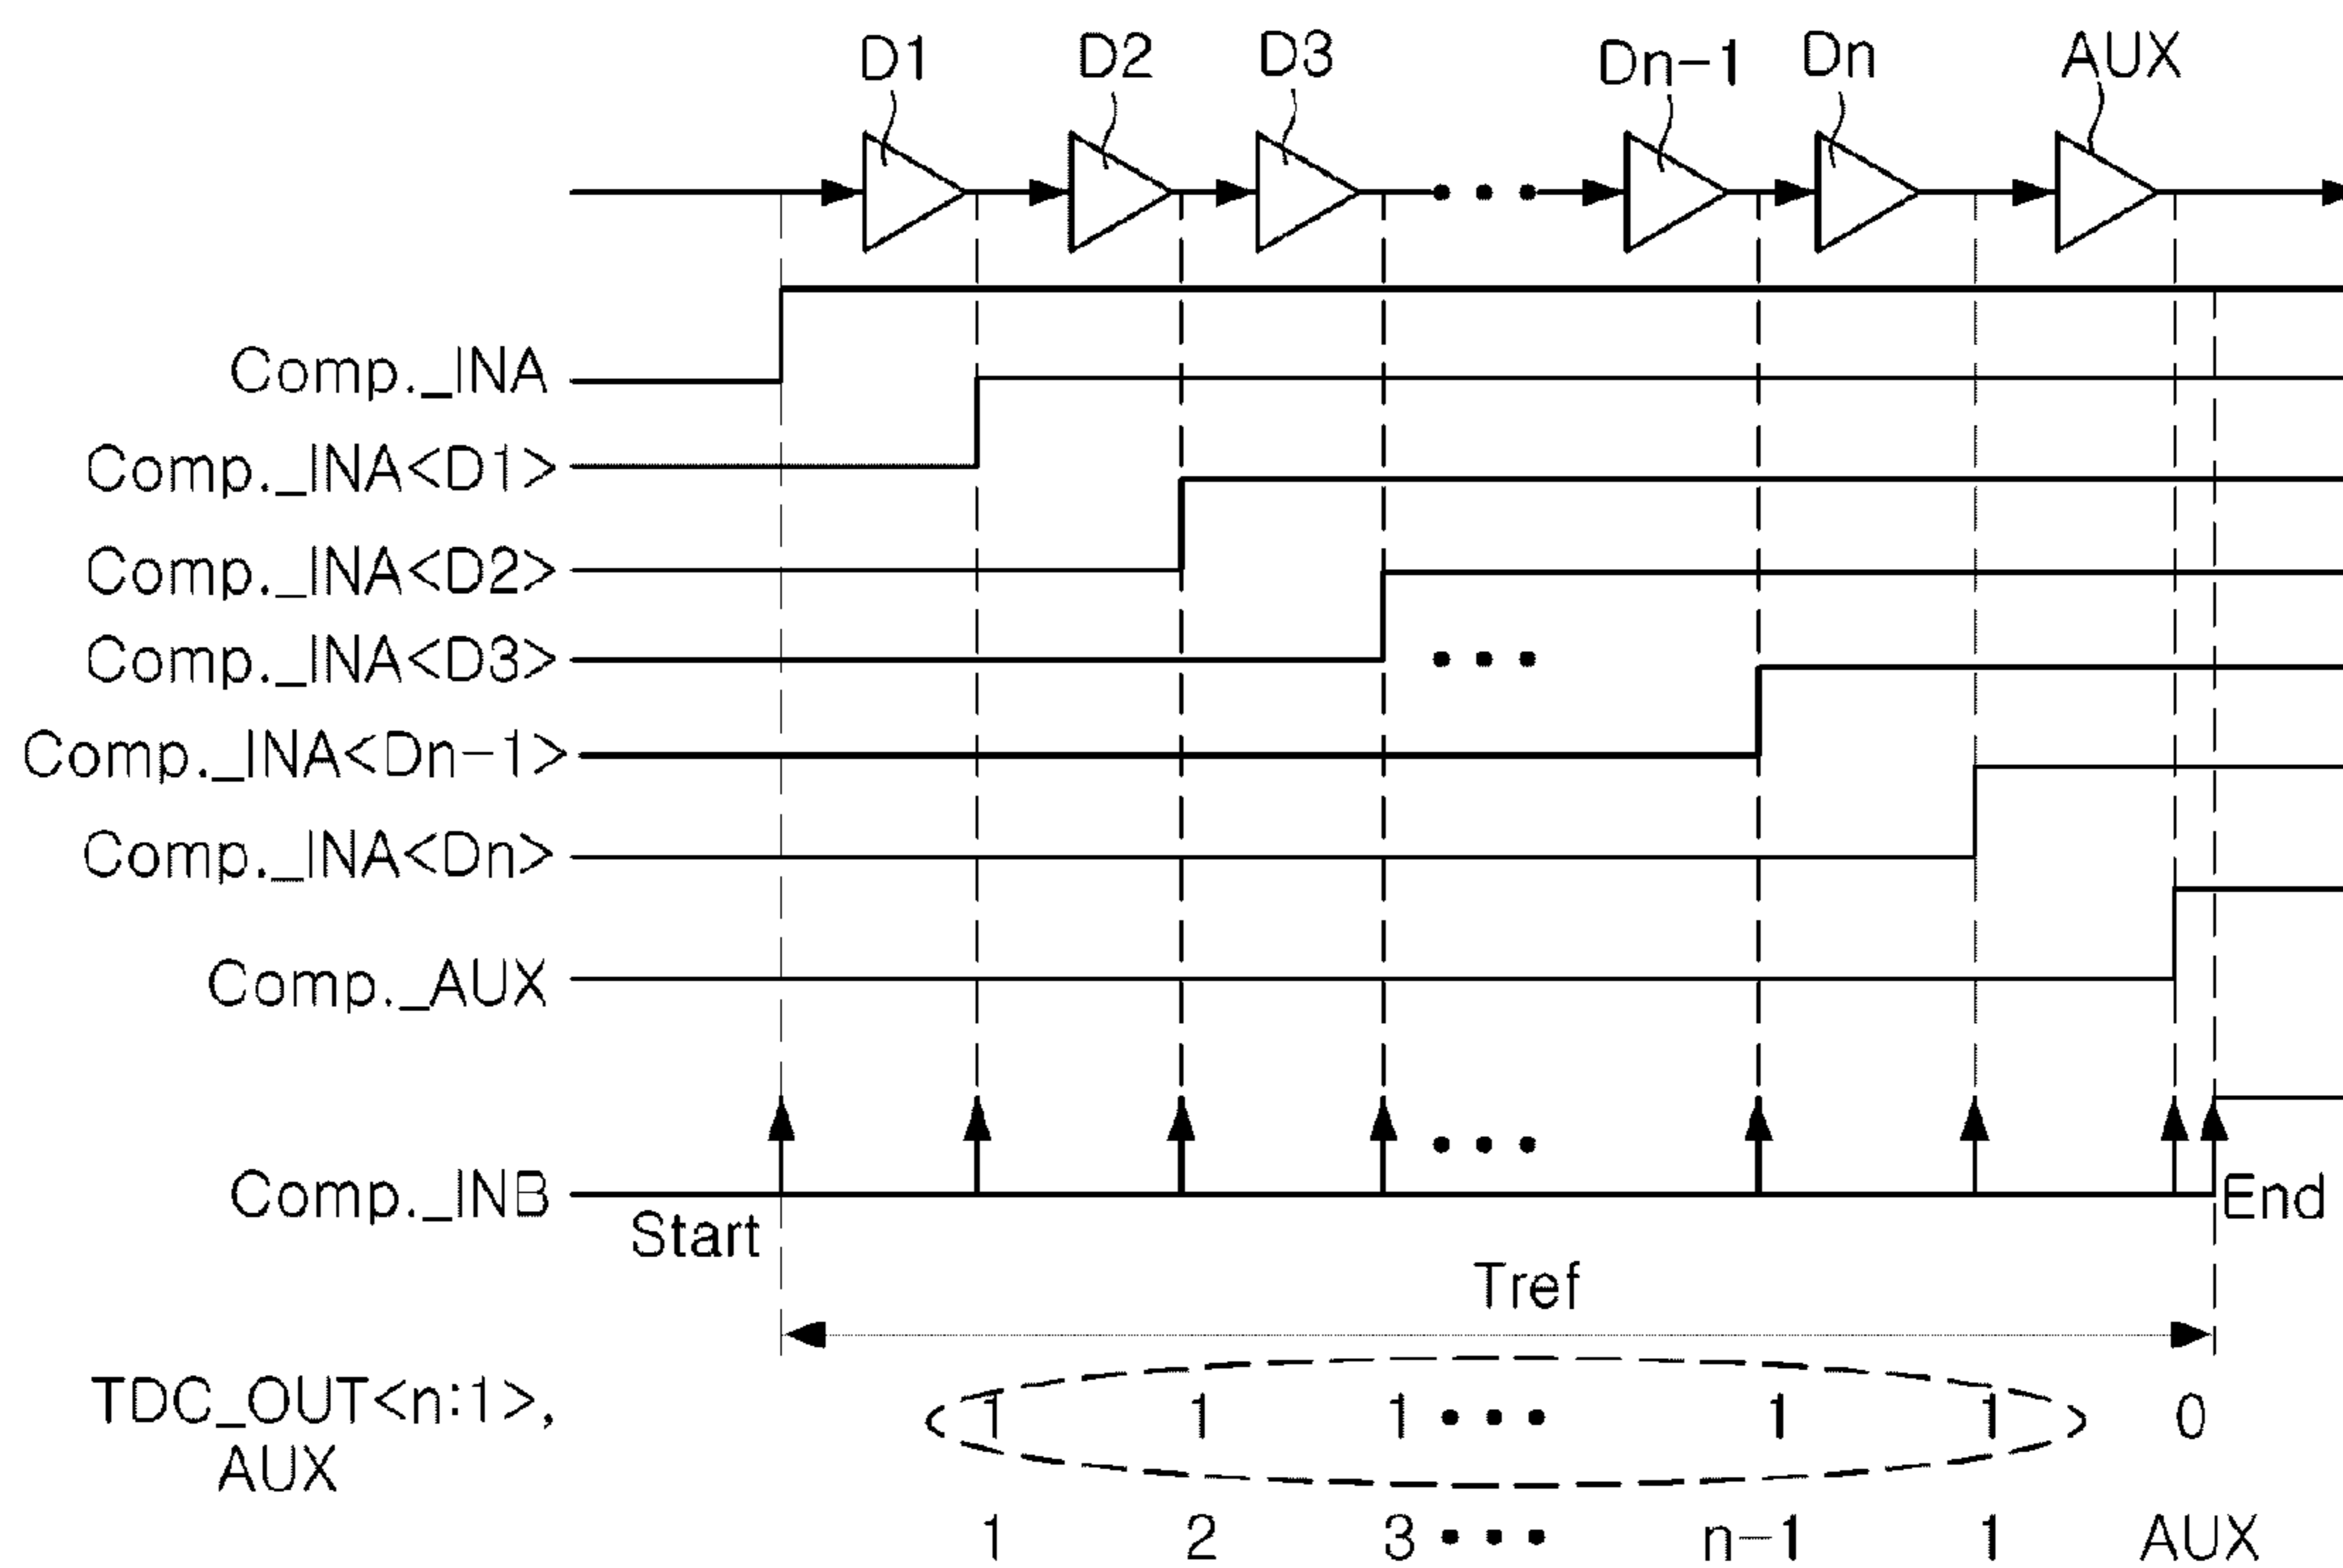 D1 D2 D3 Dn-1 Dn AUX
Comp._INA
Comp._INA<D1>
Comp._INA<D2>
Comp._INA<D3>
Comp._INA<Dn-1>
Comp._INA<Dn>
Comp._AUX
Comp._INB
Start
End
Tref
TDC_OUT<n:1>, 1 1 1 ••• 1 1 0
AUX
1 2 3 ••• n-1 1 AUX